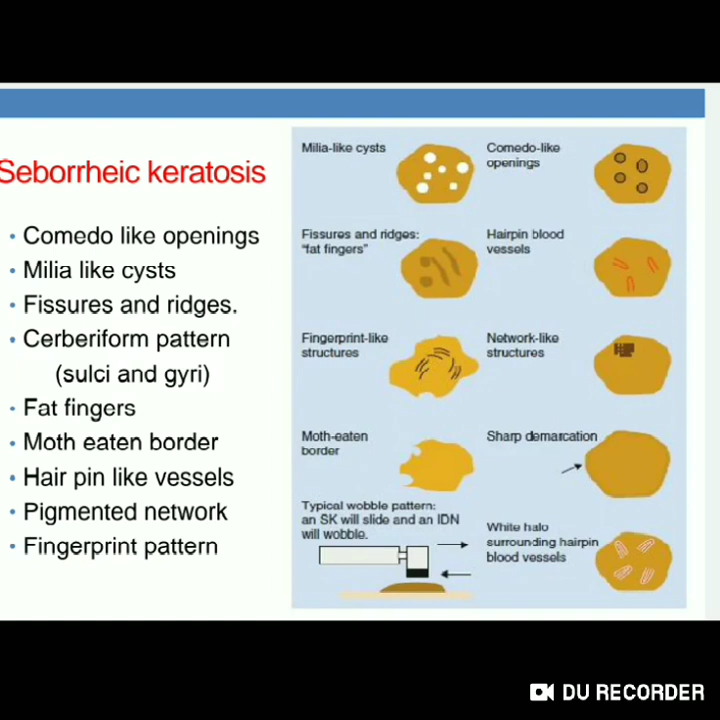 Seborrheic keratosis
• Comedo like openings
• Milia like cysts
• Fissures and ridges.
• Cerberiform pattern
(sulci and gyri)
• Fat fingers
• Moth eaten border
• Hair pin like vessels
• Pigmented network
• Fingerprint pattern
Milia-like cysts
Comedo-like
openings
Fissures and ridges:
"fat fingers"
Hairpin blood
vessels
Fingerprint-like
structures
Network-like
structures
Moth-eaten
border
Sharp demarcation
Typical wobble pattern:
an SK will slide and an IDN
will wobble.
White halo
surrounding hairpin
blood vessels
DU RECORDER